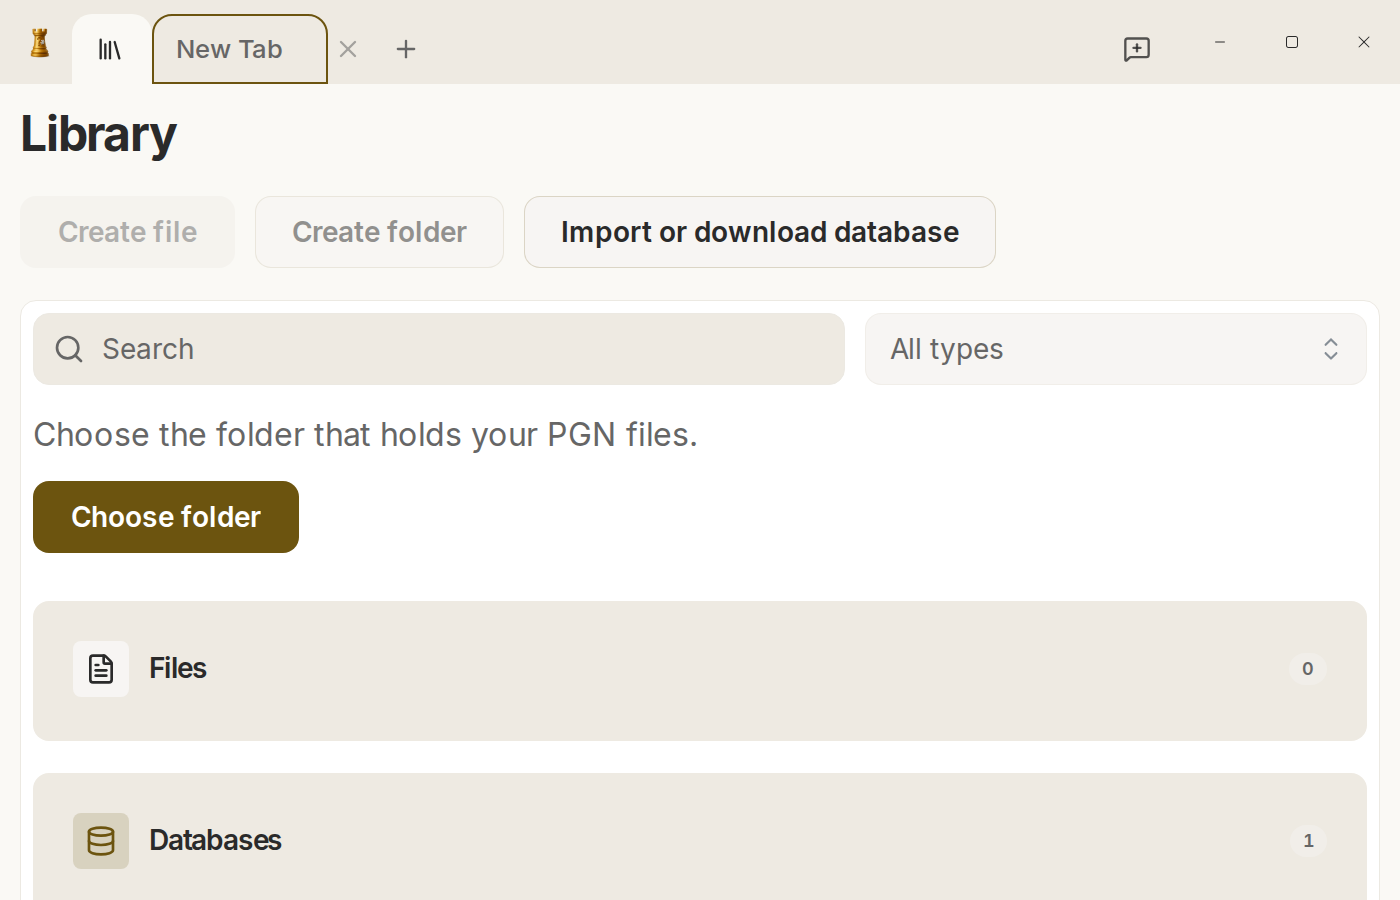 New Tab
Library
Create file
Create folder
Import or download database
Search
All types
Choose the folder that holds your PGN files.
Choose folder
Files
0
Databases
1